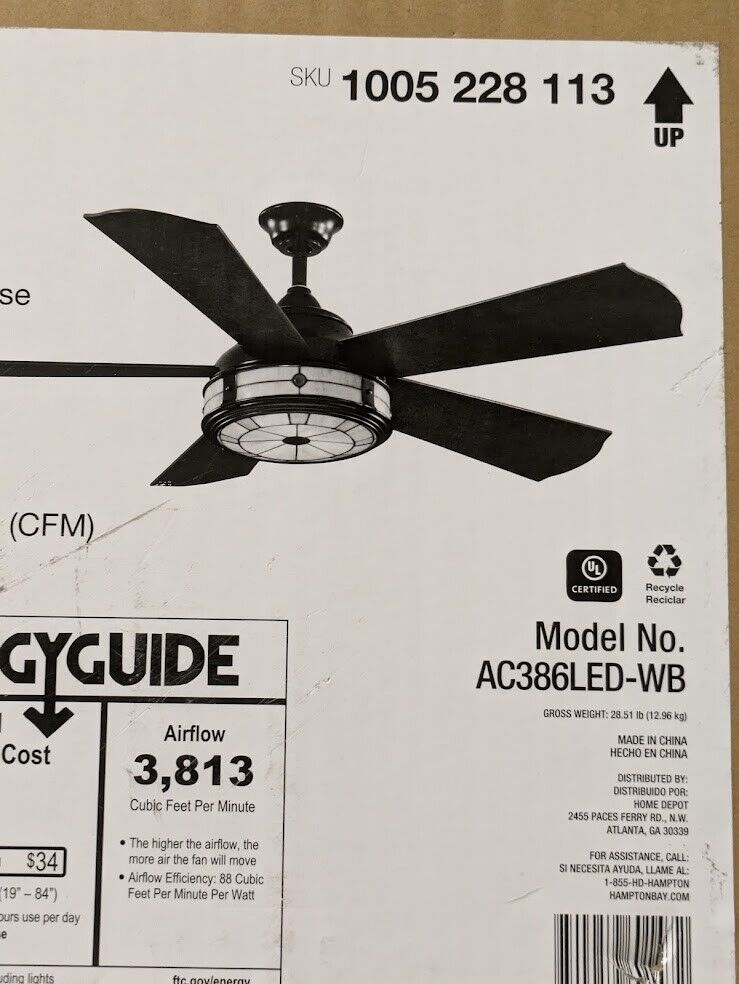 SKU 1005 228 113
UP
se
(CFM)
UL
CERTIFIED
Recycle
Reciclar
Model No.
AC386LED-WB
GROSS WEIGHT: 28.51 lb (12.96 kg)
MADE IN CHINA
HECHO EN CHINA
DISTRIBUTED BY:
DISTRIBUIDO POR:
HOME DEPOT
2455 PACES FERRY RD., N.W.
ATLANTA, GA 30339
FOR ASSISTANCE, CALL:
SI NECESITA AYUDA, LLAME AL:
1-855-HD-HAMPTON
HAMPTONBAY.COM
GYGUIDE
Cost
$34
(19" – 84")
ours use per day
e
uding lights
Airflow
3,813
Cubic Feet Per Minute
• The higher the airflow, the
more air the fan will move
• Airflow Efficiency: 88 Cubic
Feet Per Minute Per Watt
ftc.gov/energy